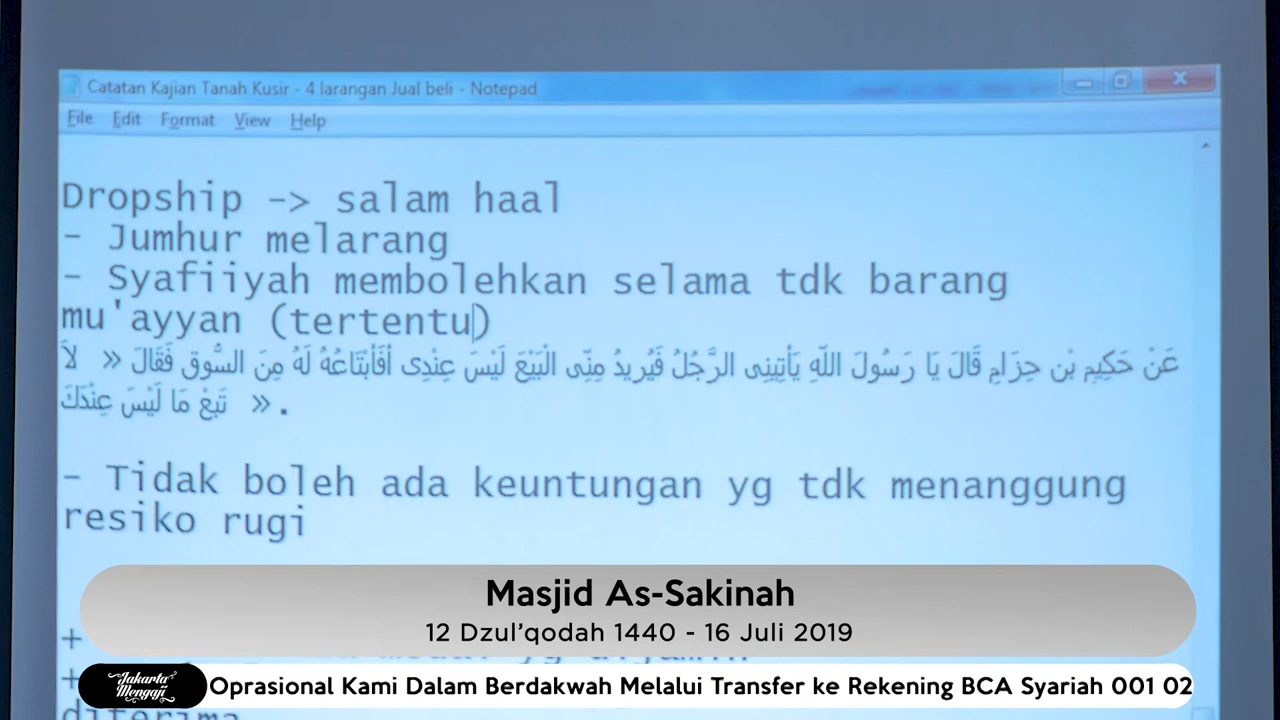 Catatan Kajian Tanah Kusir - 4 larangan Jual beli - Notepad
File Edit Format View Help
Dropship -> salam haal
- Jumhur melarang
- Syafiiyah membolehkan selama tdk barang
mu'ayyan (tertentu)
عَنْ حَكِيمِ بْنِ حِزَامٍ قَالَ يَا رَسُولَ اللَّهِ يَأْتِينِى الرَّجُلُ فَيُرِيدُ مِنِّى الْبَيْعَ لَيْسَ عِنْدِى أَفَأَبْتَاعُهُ لَهُ مِنَ السُّوقِ فَقَالَ « لاَ
تَبِعْ مَا لَيْسَ عِنْدَكَ » .
- Tidak boleh ada keuntungan yg tdk menanggung
resiko rugi
Masjid As-Sakinah
12 Dzul'qodah 1440 - 16 Juli 2019
+
+
Jakarta
Mengaji
Oprasional Kami Dalam Berdakwah Melalui Transfer ke Rekening BCA Syariah 001 02
diterima